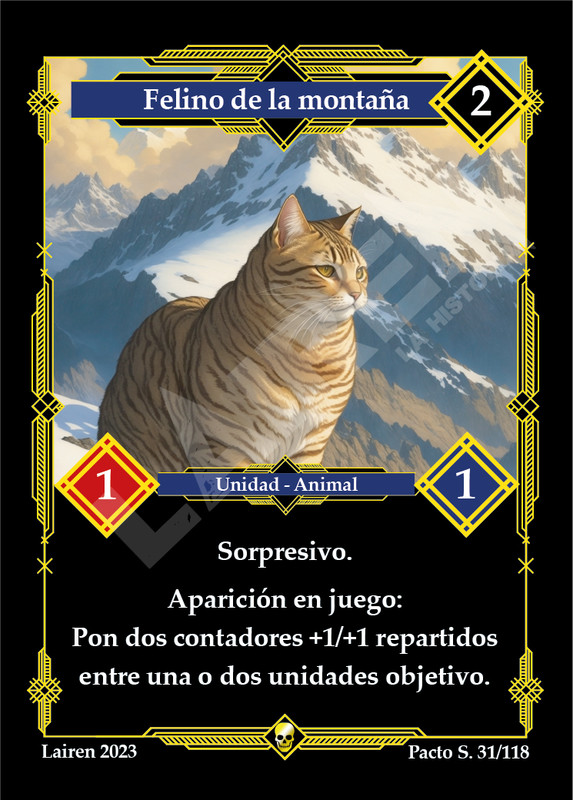 Felino de la montaña
2
1
Unidad - Animal
1
Sorpresivo.
Aparición en juego:
Pon dos contadores +1/+1 repartidos
entre una o dos unidades objetivo.
Lairen 2023
Pacto S. 31/118